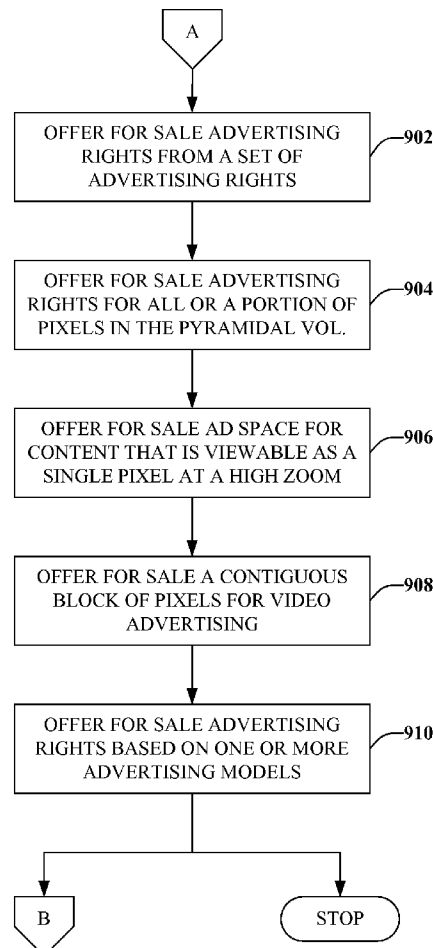 A
OFFER FOR SALE ADVERTISING
RIGHTS FROM A SET OF
ADVERTISING RIGHTS
902
OFFER FOR SALE ADVERTISING
RIGHTS FOR ALL OR A PORTION OF
PIXELS IN THE PYRAMIDAL VOL.
904
OFFER FOR SALE AD SPACE FOR
CONTENT THAT IS VIEWABLE AS A
SINGLE PIXEL AT A HIGH ZOOM
906
OFFER FOR SALE A CONTIGUOUS
BLOCK OF PIXELS FOR VIDEO
ADVERTISING
908
OFFER FOR SALE ADVERTISING
RIGHTS BASED ON ONE OR MORE
ADVERTISING MODELS
910
B
STOP